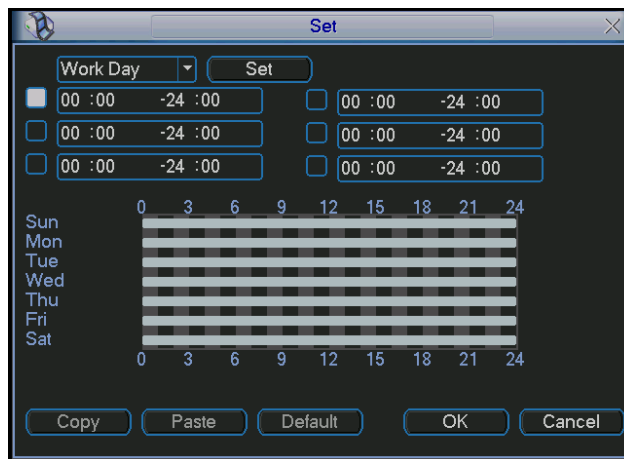 Set
Work Day Set
00 :00 -24 :00 00 :00 -24 :00
00 :00 -24 :00 00 :00 -24 :00
00 :00 -24 :00 00 :00 -24 :00
0 3 6 9 12 15 18 21 24
Sun
Mon
Tue
Wed
Thu
Fri
Sat
0 3 6 9 12 15 18 21 24
Copy Paste Default OK Cancel